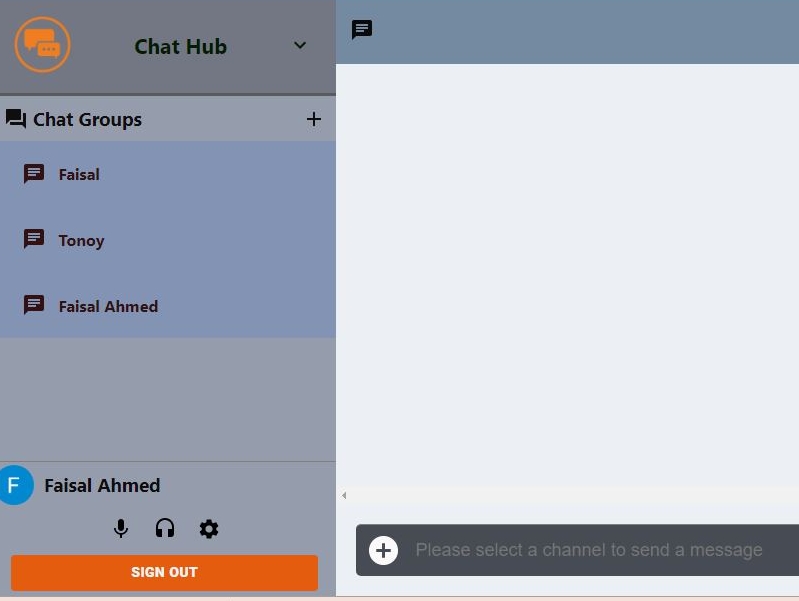 Chat Hub
Chat Groups
Faisal
Tonoy
Faisal Ahmed
F
Faisal Ahmed
SIGN OUT
Please select a channel to send a message